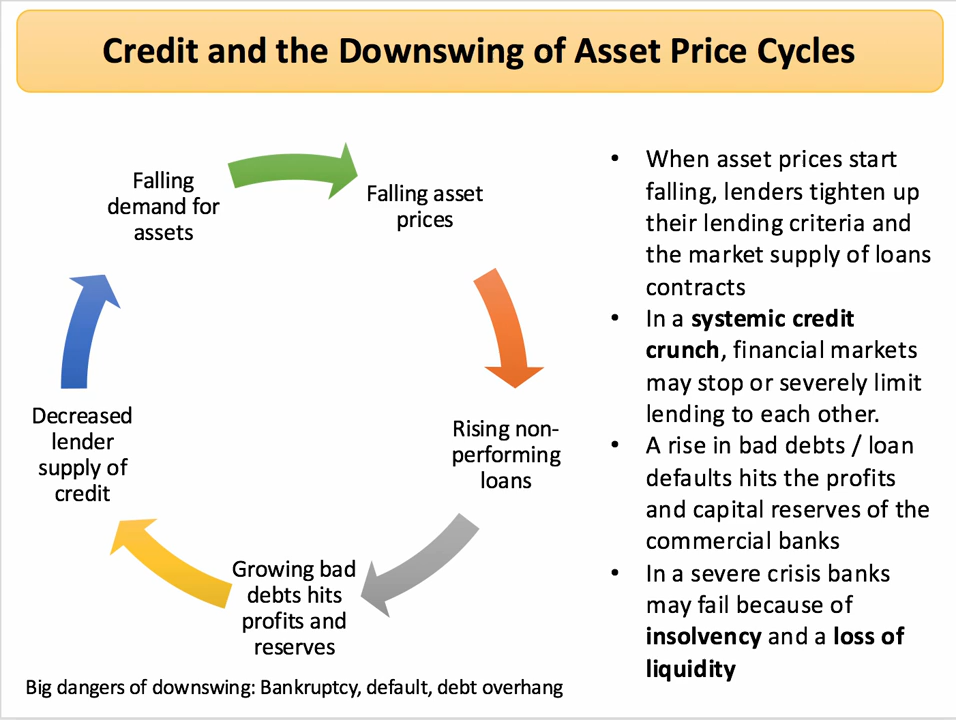 Credit and the Downswing of Asset Price Cycles
Falling
demand for
assets
Falling asset
prices
Rising non-
performing
loans
Growing bad
debts hits
profits and
reserves
Decreased
lender
supply of
credit
Big dangers of downswing: Bankruptcy, default, debt overhang
• When asset prices start
falling, lenders tighten up
their lending criteria and
the market supply of loans
contracts
• In a systemic credit
crunch, financial markets
may stop or severely limit
lending to each other.
• A rise in bad debts / loan
defaults hits the profits
and capital reserves of the
commercial banks
• In a severe crisis banks
may fail because of
insolvency and a loss of
liquidity